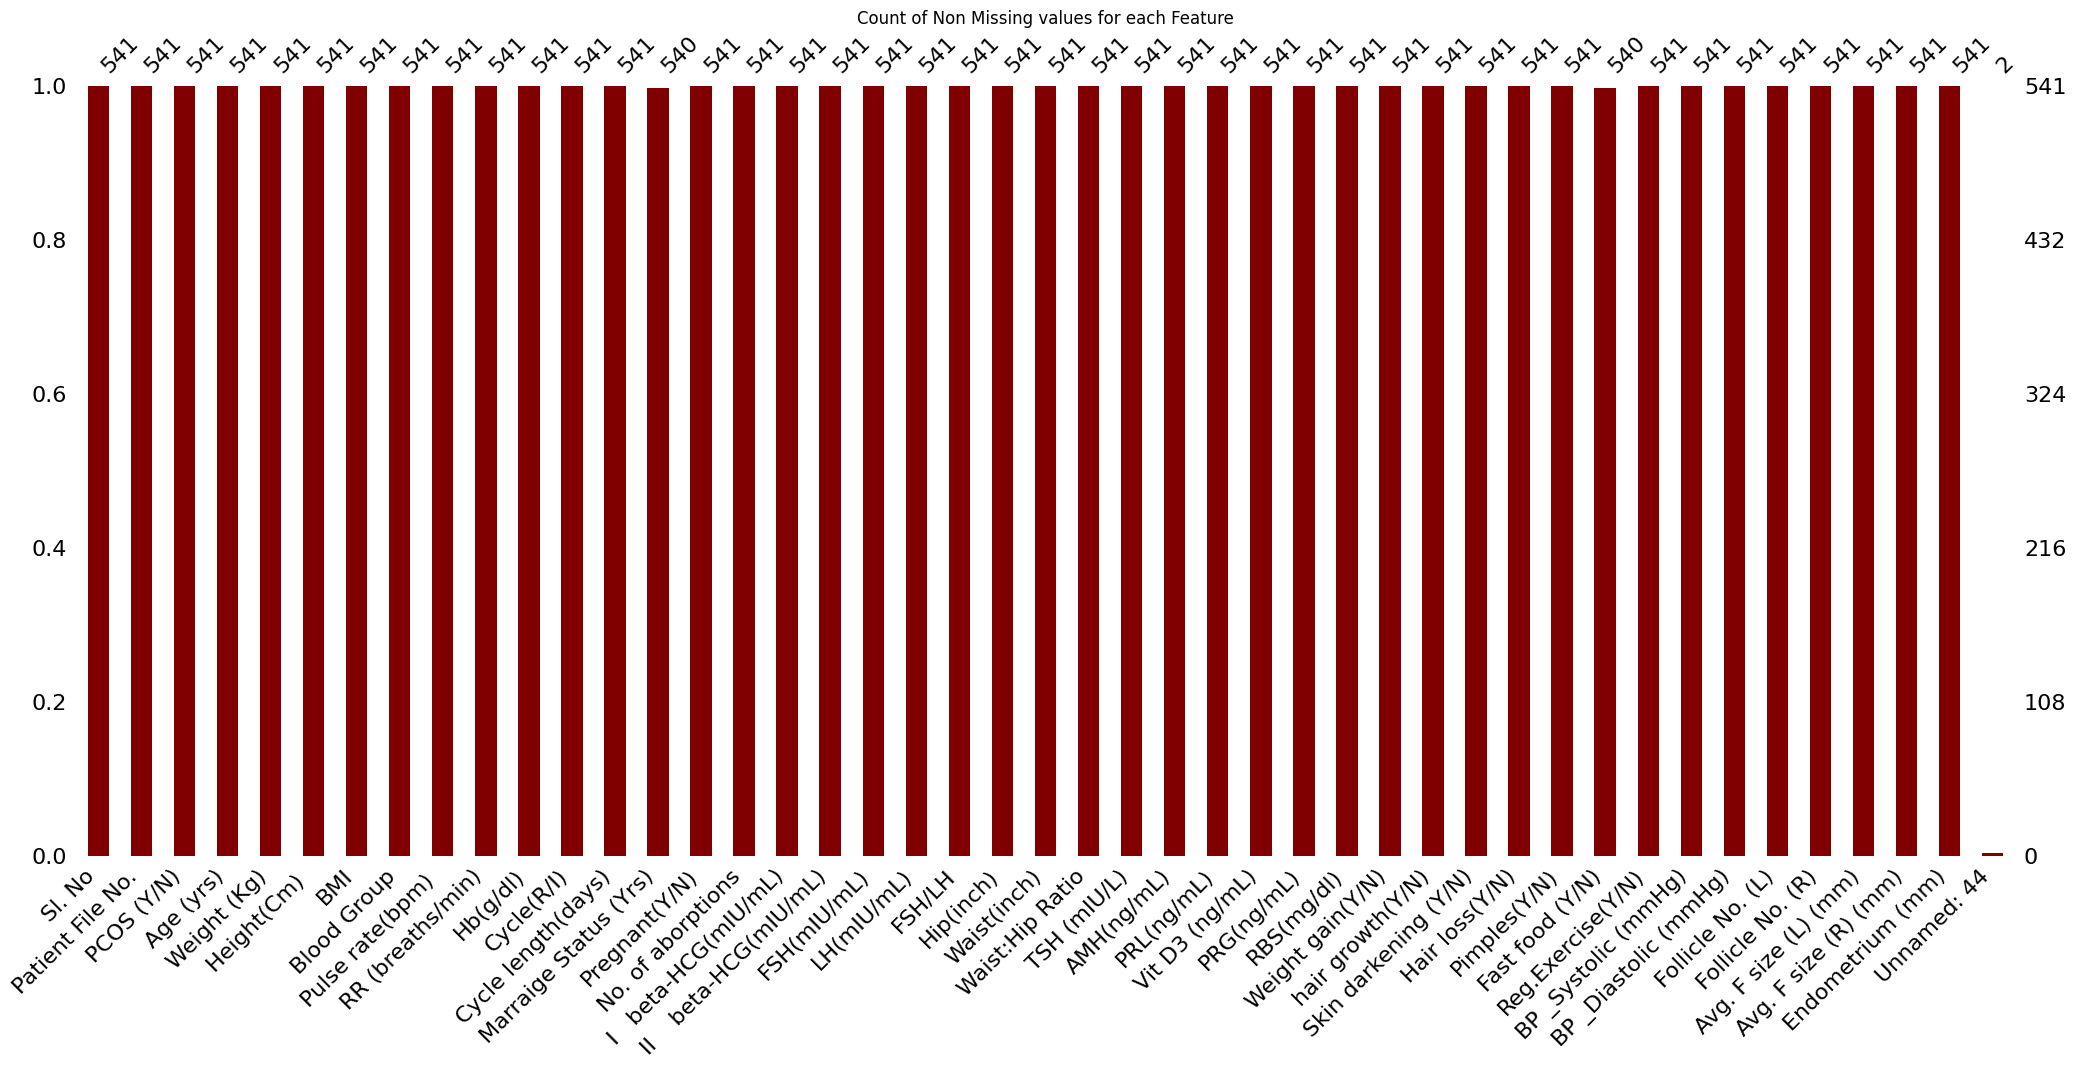 Count of Non Missing values for each Feature
541 541 541 541 541 541 541 541 541 541 541 541 541 540 541 541 541 541 541 541 541 541 541 541 541 541 541 541 541 541 541 541 541 541 541 540 541 541 541 541 541 541 541 541 2
1.0 541
0.8 432
0.6 324
0.4 216
0.2 108
0.0 0
Sl. No
Patient File No.
PCOS (Y/N)
Age (yrs)
Weight (Kg)
Height(Cm)
BMI
Blood Group
Pulse rate(bpm)
RR (breaths/min)
Hb(g/dl)
Cycle(R/I)
Cycle length(days)
Marraige Status (Yrs)
Pregnant(Y/N)
No. of aborptions
I beta-HCG(mIU/mL)
II beta-HCG(mIU/mL)
FSH(mIU/mL)
LH(mIU/mL)
FSH/LH
Hip(inch)
Waist(inch)
Waist:Hip Ratio
TSH (mIU/L)
AMH(ng/mL)
PRL(ng/mL)
Vit D3 (ng/mL)
PRG(ng/mL)
RBS(mg/dl)
Weight gain(Y/N)
hair growth(Y/N)
Skin darkening (Y/N)
Hair loss(Y/N)
Pimples(Y/N)
Fast food (Y/N)
Reg.Exercise(Y/N)
BP _Systolic (mmHg)
BP _Diastolic (mmHg)
Follicle No. (L)
Follicle No. (R)
Avg. F size (L) (mm)
Avg. F size (R) (mm)
Endometrium (mm)
Unnamed: 44